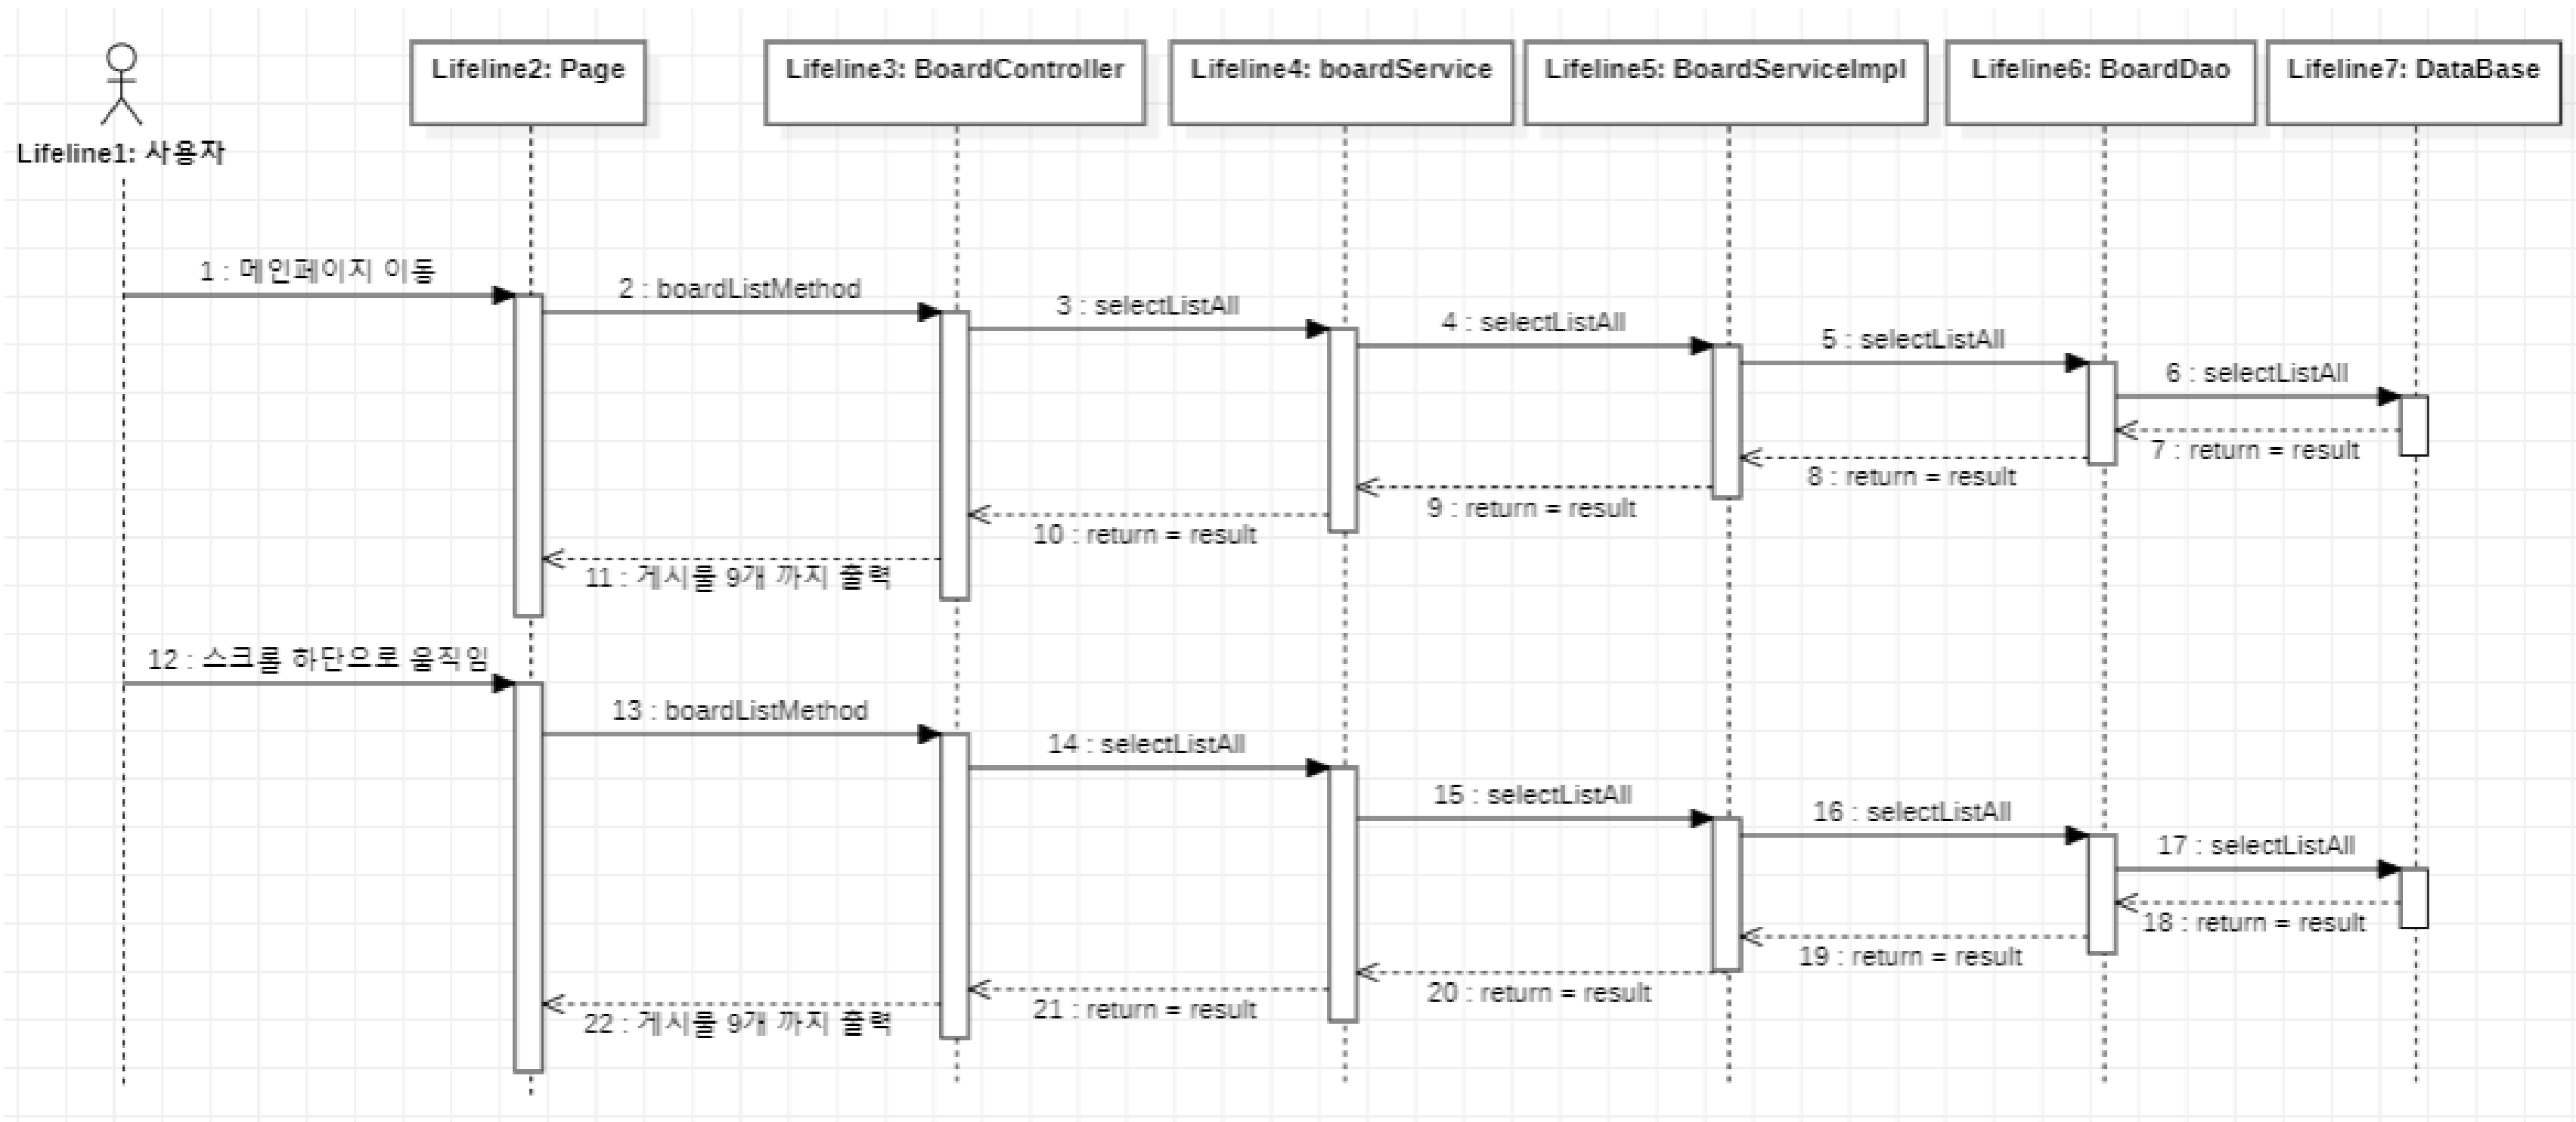 Lifeline1: 사용자
Lifeline2: Page
Lifeline3: BoardController
Lifeline4: boardService
Lifeline5: BoardServiceImpl
Lifeline6: BoardDao
Lifeline7: DataBase
1 : 메인페이지 이동
2 : boardListMethod
3 : selectListAll
4 : selectListAll
5 : selectListAll
6 : selectListAll
7 : return = result
8 : return = result
9 : return = result
10 : return = result
11 : 게시물 9개 까지 출력
12 : 스크롤 하단으로 움직임
13 : boardListMethod
14 : selectListAll
15 : selectListAll
16 : selectListAll
17 : selectListAll
18 : return = result
19 : return = result
20 : return = result
21 : return = result
22 : 게시물 9개 까지 출력